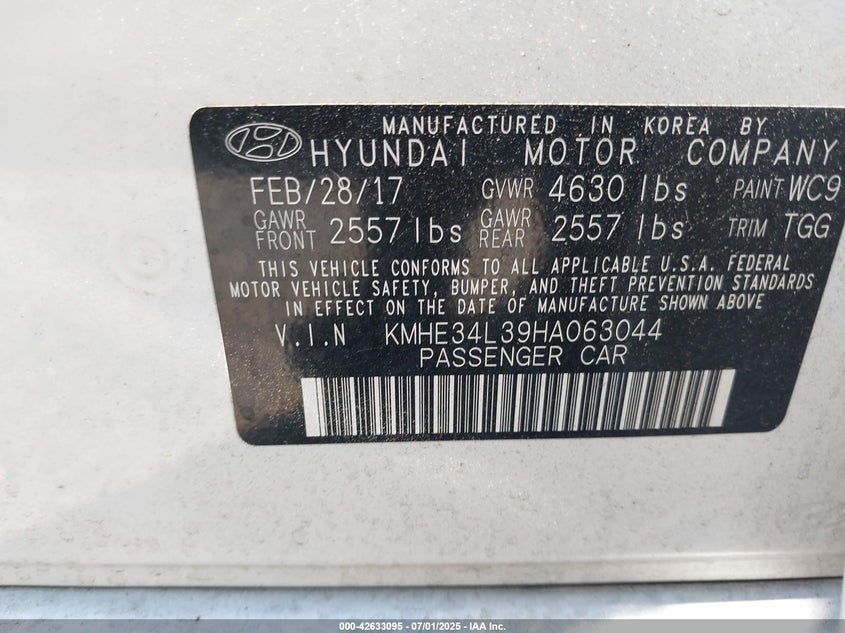 MANUFACTURED IN KOREA BY
HYUNDAI MOTOR COMPANY
FEB/28/17 GVWR 4630 lbs PAINT WC9
GAWR FRONT 2557 lbs GAWR REAR 2557 lbs TRIM TGG
THIS VEHICLE CONFORMS TO ALL APPLICABLE U.S.A. FEDERAL
MOTOR VEHICLE SAFETY, BUMPER, AND THEFT PREVENTION STANDARDS
IN EFFECT ON THE DATE OF MANUFACTURE SHOWN ABOVE
V.I.N KMHE34L39HA063044
PASSENGER CAR
000-42633095 - 07/01/2025 - IAA Inc.